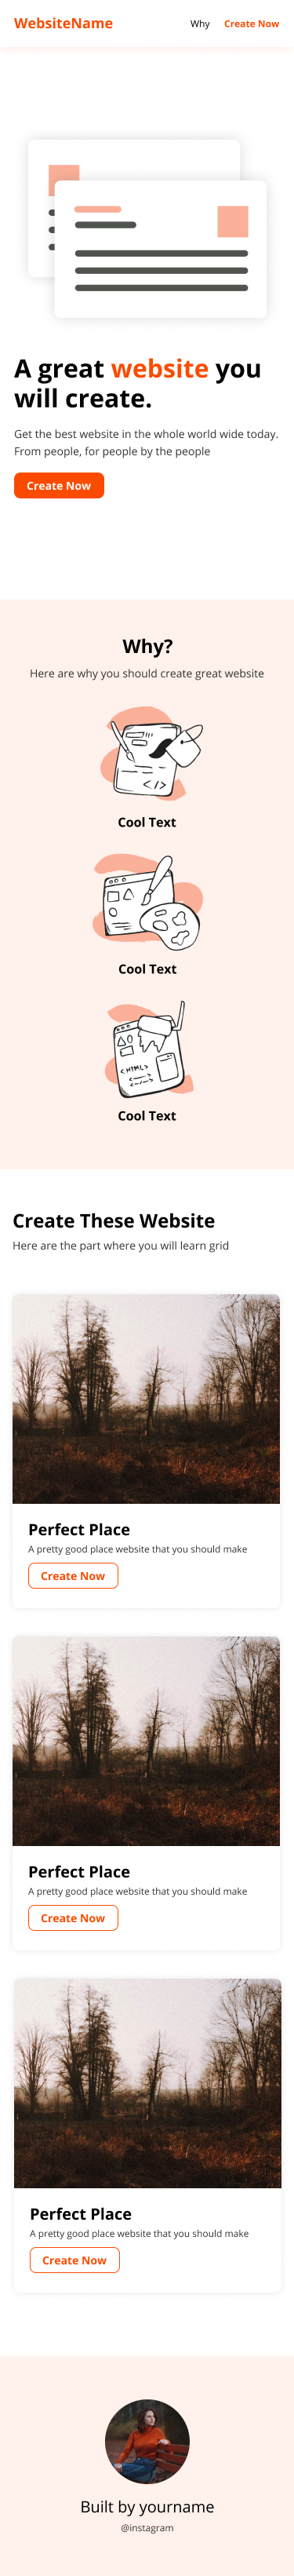 WebsiteName
Why
Create Now
A great website you
will create.
Get the best website in the whole world wide today.
From people, for people by the people
Create Now
Why?
Here are why you should create great website
</>
Cool Text
Cool Text
<HTML>
Cool Text
Create These Website
Here are the part where you will learn grid
Perfect Place
A pretty good place website that you should make
Create Now
Perfect Place
A pretty good place website that you should make
Create Now
Perfect Place
A pretty good place website that you should make
Create Now
Built by yourname
@instagram